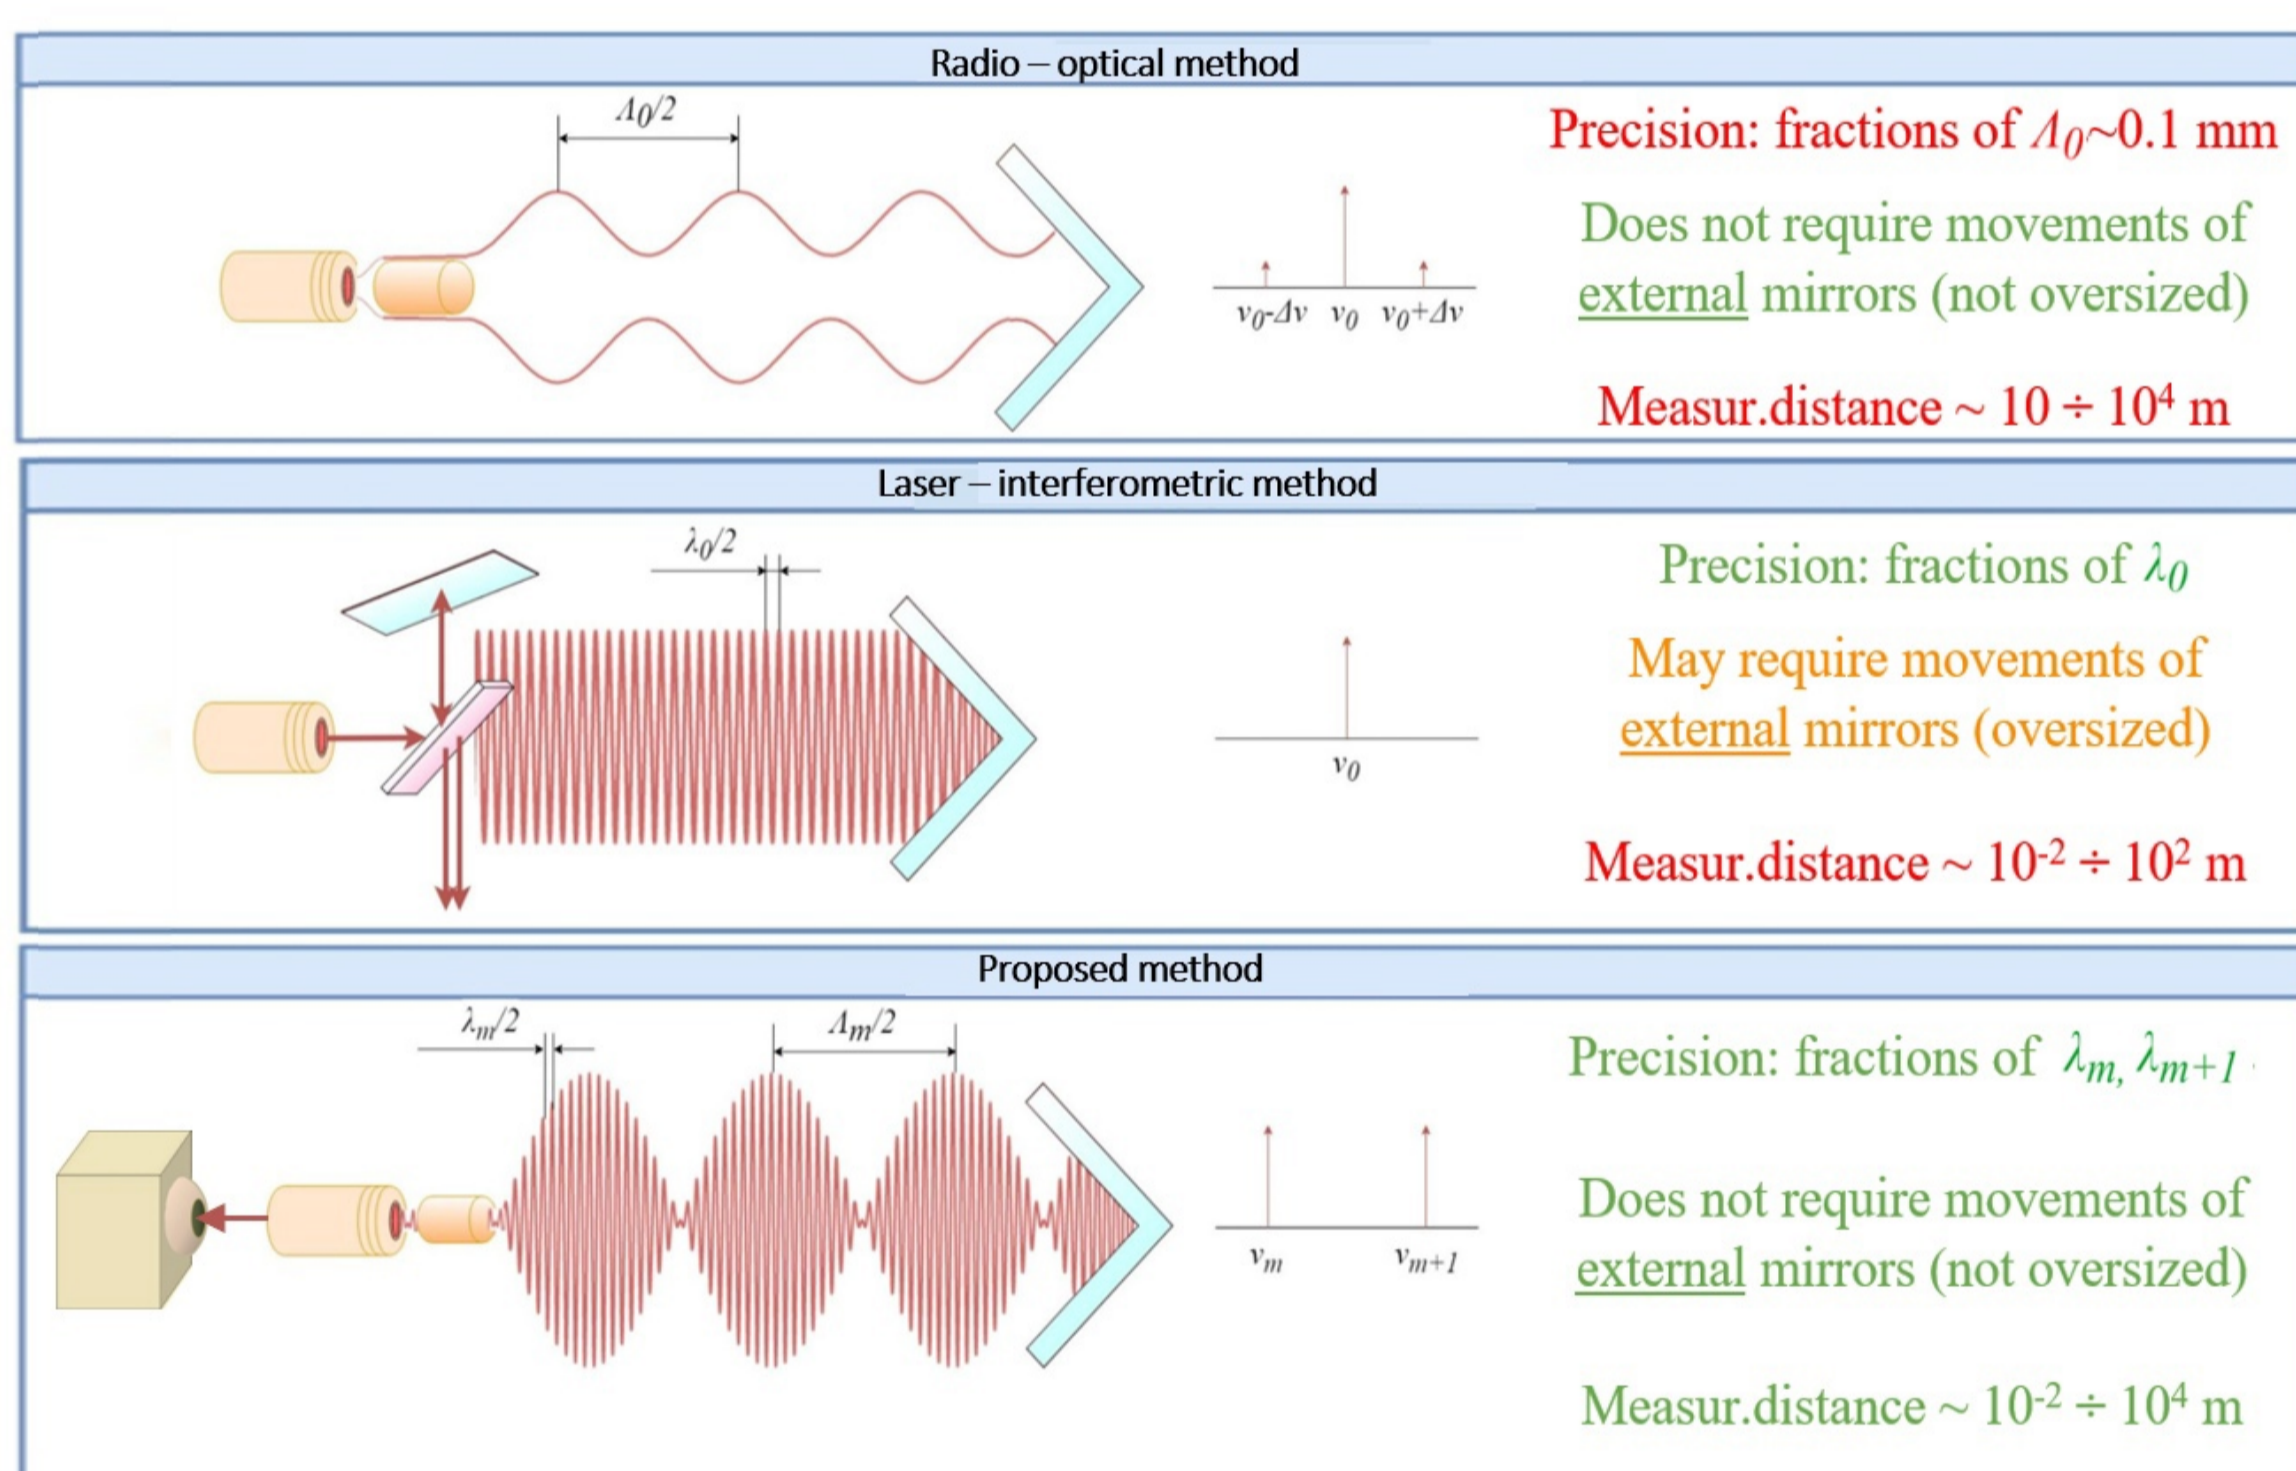 Radio – optical method
Λ0/2
ν0-Δν ν0 ν0+Δν
Precision: fractions of Λ0~0.1 mm
Does not require movements of
external mirrors (not oversized)
Measur.distance ~ 10 ÷ 10⁴ m
Laser – interferometric method
λ0/2
ν0
Precision: fractions of λ0
May require movements of
external mirrors (oversized)
Measur.distance ~ 10⁻² ÷ 10² m
Proposed method
λm/2
Λm/2
νm
νm+1
Precision: fractions of λm, λm+1
Does not require movements of
external mirrors (not oversized)
Measur.distance ~ 10⁻² ÷ 10⁴ m